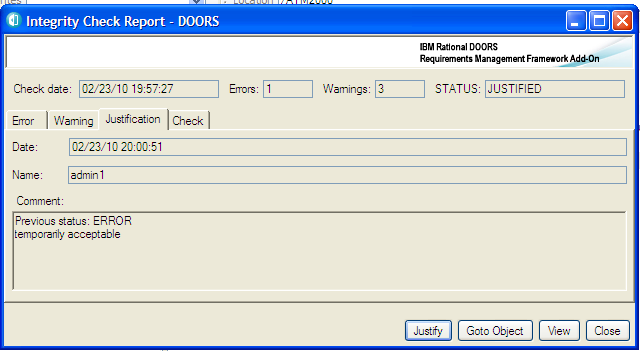 Location /ATM2000
Integrity Check Report - DOORS
IBM Rational DOORS
Requirements Management Framework Add-On
Check date: 02/23/10 19:57:27 Errors: 1 Warnings: 3 STATUS: JUSTIFIED
Error Warning Justification Check
Date: 02/23/10 20:00:51
Name: admin1
Comment:
Previous status: ERROR
temporarily acceptable
Justify Goto Object View Close